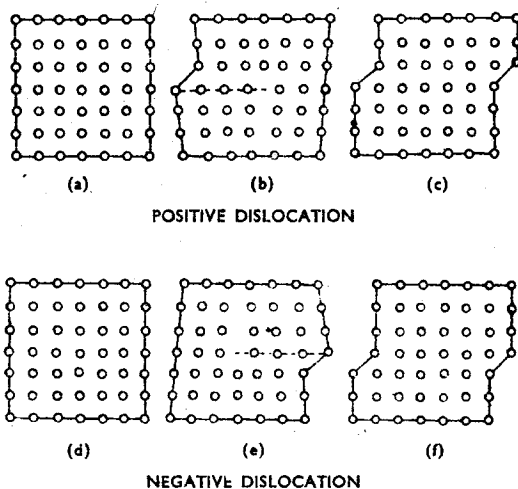 (a) (b) (c)
POSITIVE DISLOCATION
(d) (e) (f)
NEGATIVE DISLOCATION